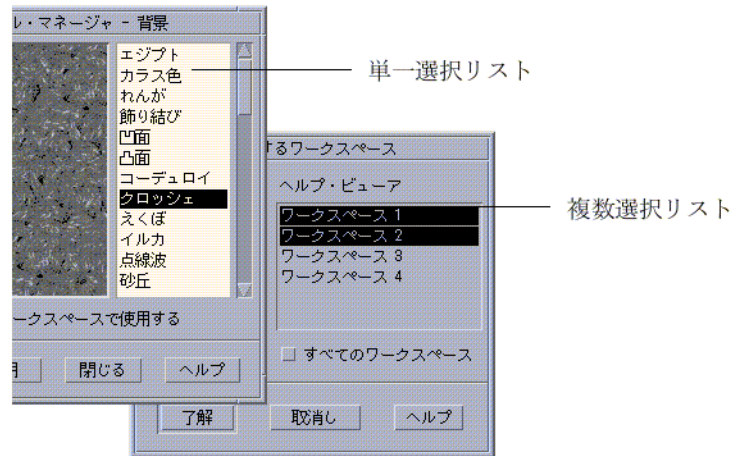 ル・マネージャ - 背景
エジプト
カラス色
れんが
飾り結び
凹面
凸面
コーデュロイ
クロッシェ
えくぼ
イルカ
点線波
砂丘
ークスペースで使用する
閉じる
ヘルプ
単一選択リスト
するワークスペース
ヘルプ・ビューア
ワークスペース 1
ワークスペース 2
ワークスペース 3
ワークスペース 4
すべてのワークスペース
了解
取消し
ヘルプ
複数選択リスト